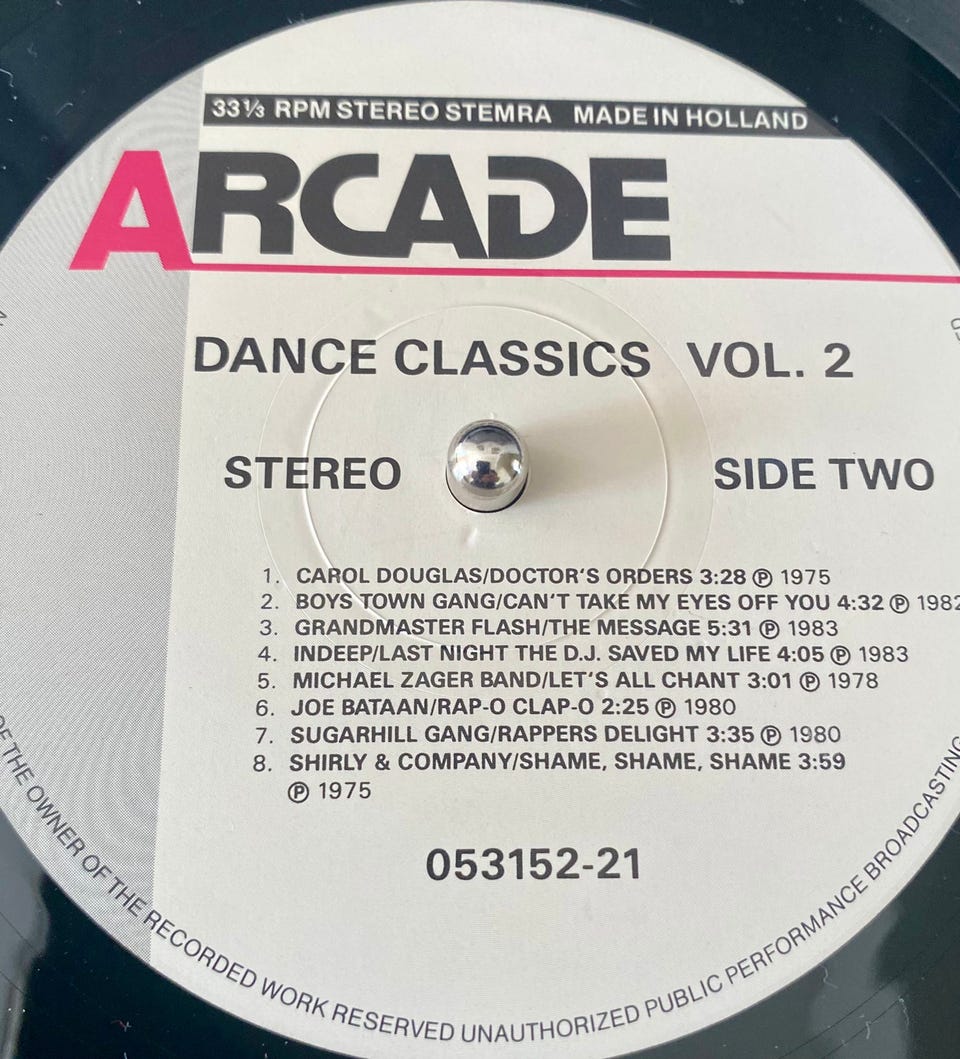 33⅓ RPM STEREO STEMRA MADE IN HOLLAND
ARCADE
DANCE CLASSICS VOL. 2
STEREO SIDE TWO
1. CAROL DOUGLAS/DOCTOR'S ORDERS 3:28 ℗ 1975
2. BOYS TOWN GANG/CAN'T TAKE MY EYES OFF YOU 4:32 ℗ 1982
3. GRANDMASTER FLASH/THE MESSAGE 5:31 ℗ 1983
4. INDEEP/LAST NIGHT THE D.J. SAVED MY LIFE 4:05 ℗ 1983
5. MICHAEL ZAGER BAND/LET'S ALL CHANT 3:01 ℗ 1978
6. JOE BATAAN/RAP-O CLAP-O 2:25 ℗ 1980
7. SUGARHILL GANG/RAPPERS DELIGHT 3:35 ℗ 1980
8. SHIRLY & COMPANY/SHAME, SHAME, SHAME 3:59
℗ 1975
053152-21
OF THE OWNER OF THE RECORDED WORK RESERVED UNAUTHORIZED PUBLIC PERFORMANCE BROADCASTING